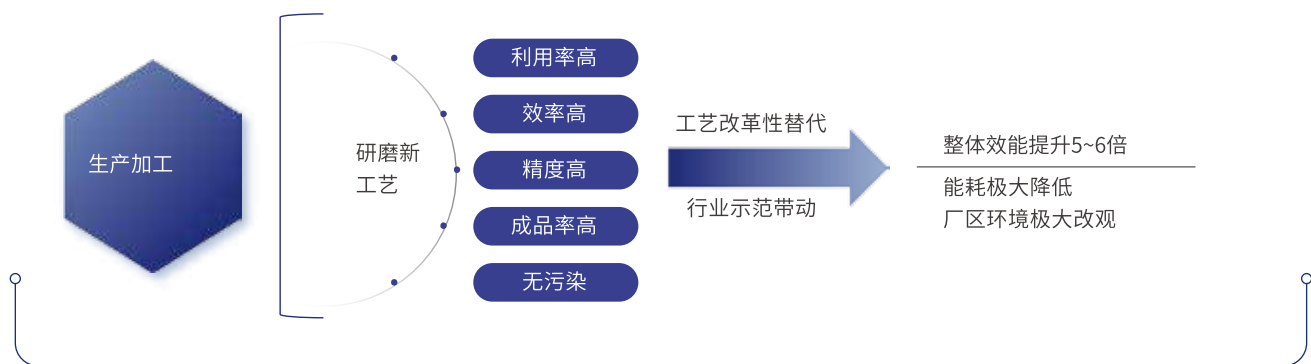 生产加工
研磨新
工艺
利用率高
效率高
精度高
成品率高
无污染
工艺改革性替代
行业示范带动
整体效能提升5~6倍
能耗极大降低
厂区环境极大改观